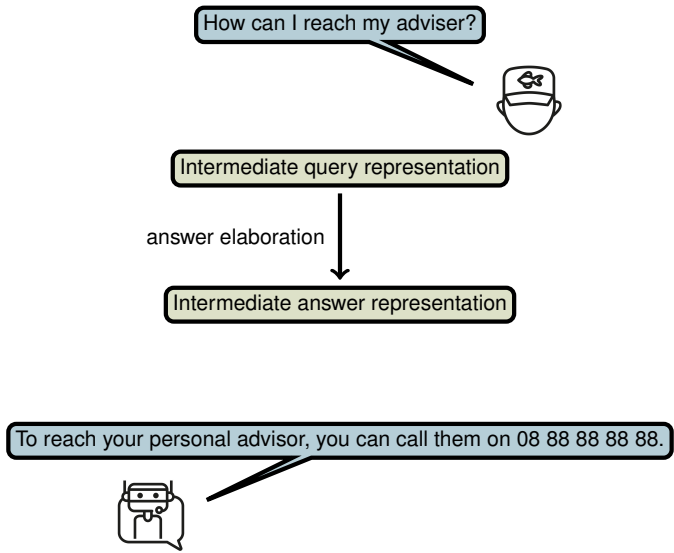 How can I reach my adviser?
Intermediate query representation
answer elaboration
Intermediate answer representation
To reach your personal advisor, you can call them on 08 88 88 88 88.